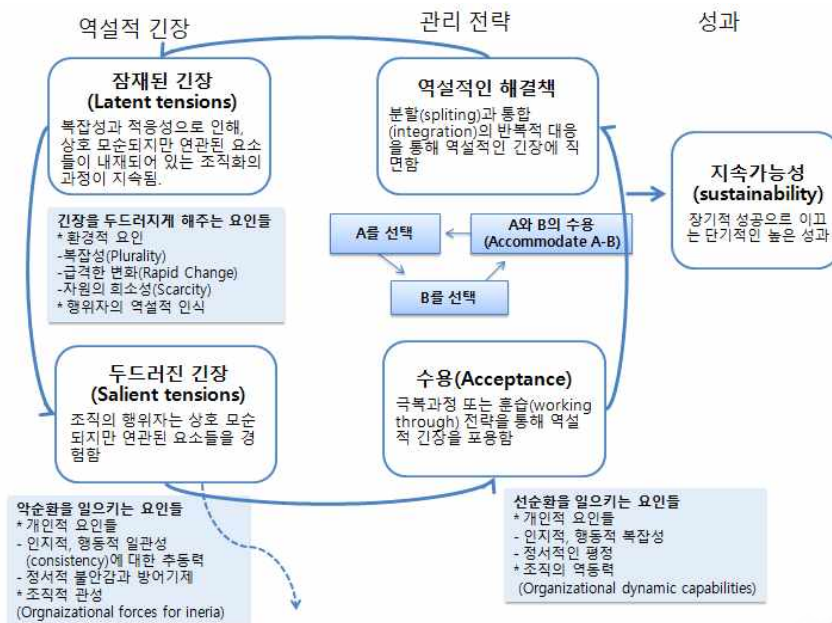 역설적 긴장
관리 전략
성과
잠재된 긴장
(Latent tensions)
복잡성과 적응성으로 인해,
상호 모순되지만 연관된 요소
들이 내재되어 있는 조직화의
과정이 지속됨.
역설적인 해결책
분할(spliting)과 통합
(integration)의 반복적 대응
을 통해 역설적인 긴장에 직
면함
지속가능성
(sustainability)
장기적 성공으로 이끄
는 단기적인 높은 성과
긴장을 두드러지게 해주는 요인들
* 환경적 요인
-복잡성(Plurality)
-급격한 변화(Rapid Change)
-자원의 희소성(Scarcity)
* 행위자의 역설적 인식
A를 선택
A와 B의 수용
(Accommodate A-B)
B를 선택
두드러진 긴장
(Salient tensions)
조직의 행위자는 상호 모순
되지만 연관된 요소들을 경
험함
수용(Acceptance)
극복과정 또는 훈습(working
through) 전략을 통해 역설
적 긴장을 포용함
악순환을 일으키는 요인들
* 개인적 요인들
- 인지적, 행동적 일관성
(consistency)에 대한 추동력
- 정서적 불안감과 방어기제
* 조직적 관성
(Orgnaizational forces for ineria)
선순환을 일으키는 요인들
* 개인적 요인들
- 인지적, 행동적 복잡성
- 정서적인 평정
* 조직의 역동력
(Organizational dynamic capabilities)